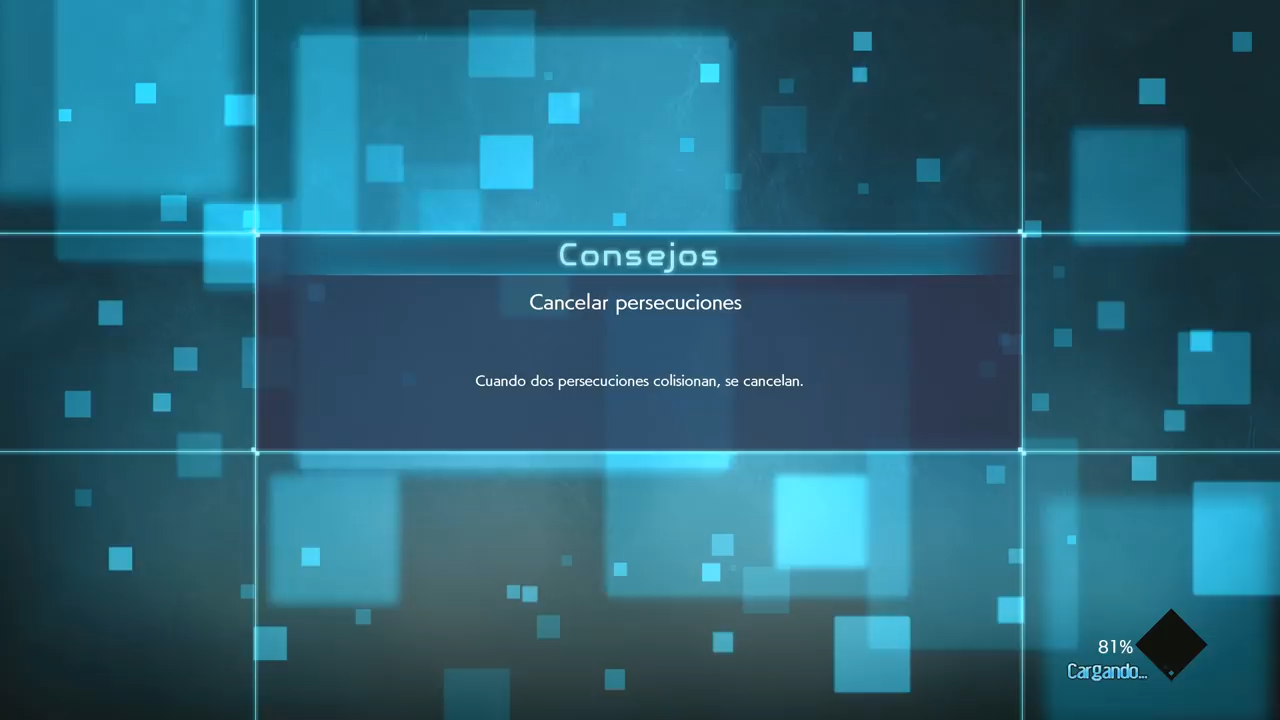 Consejos
Cancelar persecuciones
Cuando dos persecuciones colisionan, se cancelan.
81%
Cargando...